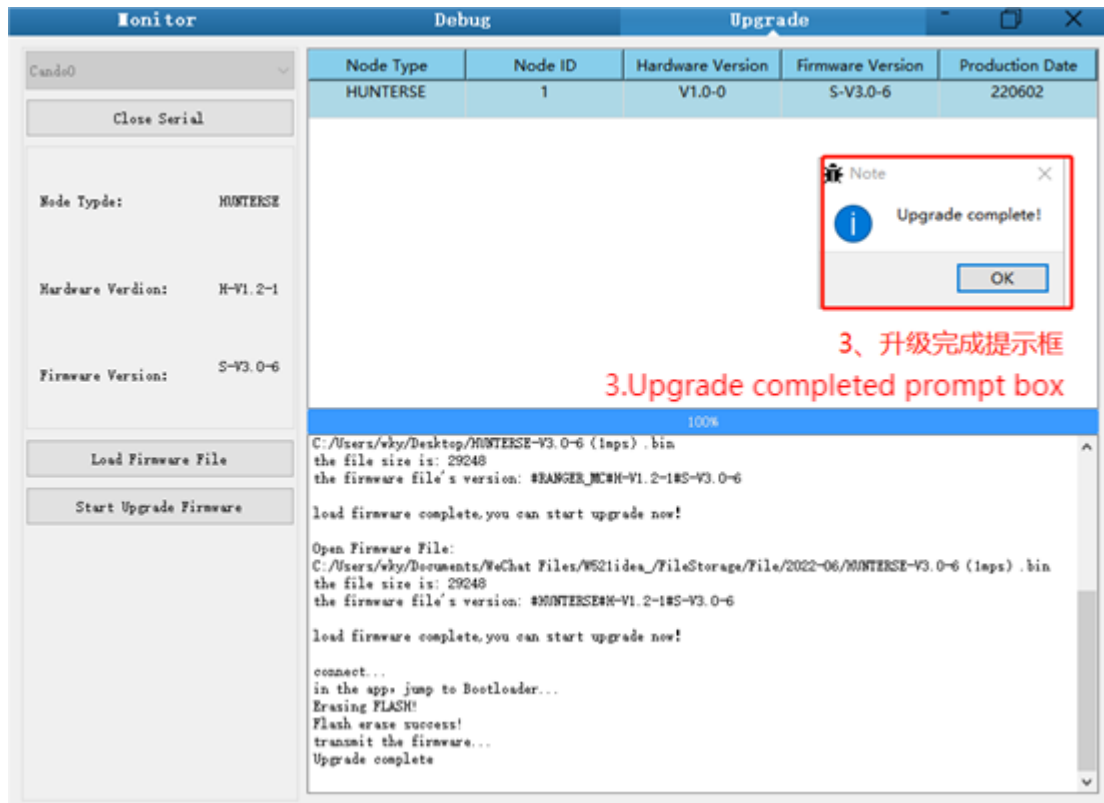 Monitor
Debug
Upgrade
Cando0
Close Serial
Node Typde:
HUNTERSE
Hardware Verdion:
H-V1.2-1
Firmware Version:
S-V3.0-6
Load Firmware File
Start Upgrade Firmware
Node Type
Node ID
Hardware Version
Firmware Version
Production Date
HUNTERSE
1
V1.0-0
S-V3.0-6
220602
Note
Upgrade complete!
OK
3、升级完成提示框
3.Upgrade completed prompt box
100%
C:/Users/wky/Desktop/HUNTERSE-V3.0-6 (1mps) .bin
the file size is: 29248
the firmware file's version: #RANGER_MC#H-V1.2-1#S-V3.0-6
load firmware complete,you can start upgrade now!
Open Firmware File:
C:/Users/wky/Documents/WeChat Files/W521idea_/FileStorage/File/2022-06/HUNTERSE-V3.0-6 (1mps) .bin
the file size is: 29248
the firmware file's version: #HUNTERSE#H-V1.2-1#S-V3.0-6
load firmware complete,you can start upgrade now!
connect...
in the app, jump to Bootloader...
Erasing FLASH!
Flash erase success!
transmit the firmware...
Upgrade complete